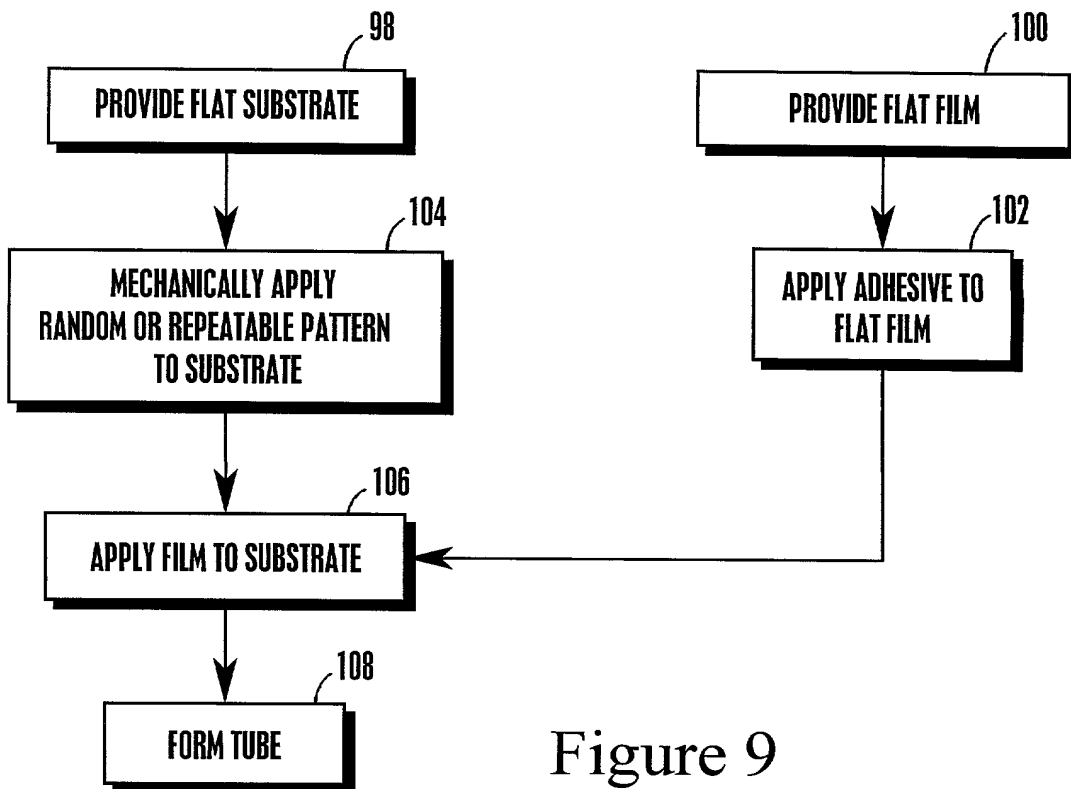 98
PROVIDE FLAT SUBSTRATE
100
PROVIDE FLAT FILM
104
MECHANICALLY APPLY
RANDOM OR REPEATABLE PATTERN
TO SUBSTRATE
102
APPLY ADHESIVE TO
FLAT FILM
106
APPLY FILM TO SUBSTRATE
108
FORM TUBE
Figure 9